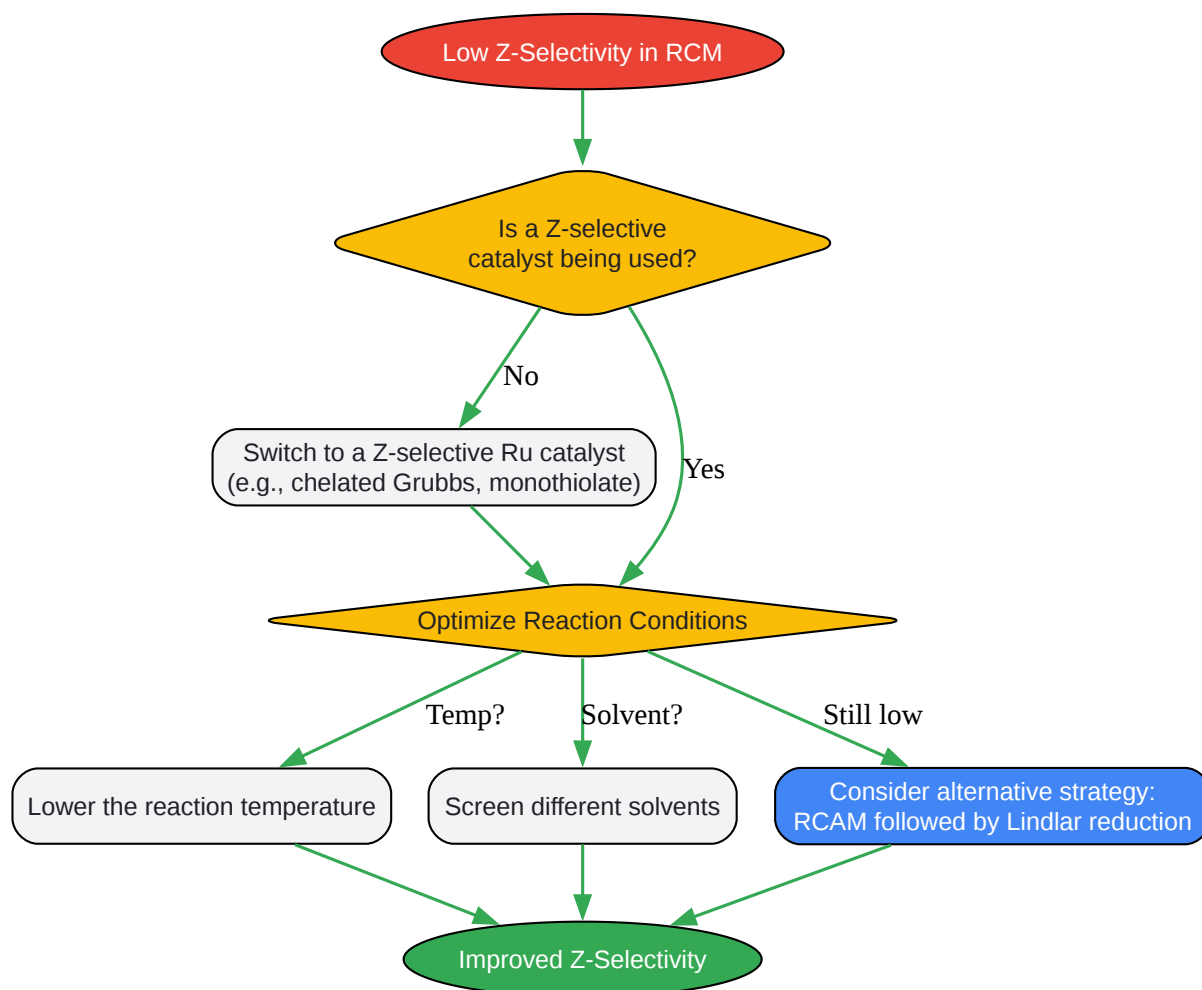 Low Z-Selectivity in RCM
Is a Z-selective
catalyst being used?
No
Switch to a Z-selective Ru catalyst
(e.g., chelated Grubbs, monothiolate)
Yes
Optimize Reaction Conditions
Temp?
Solvent?
Still low
Lower the reaction temperature
Screen different solvents
Consider alternative strategy:
RCAM followed by Lindlar reduction
Improved Z-Selectivity